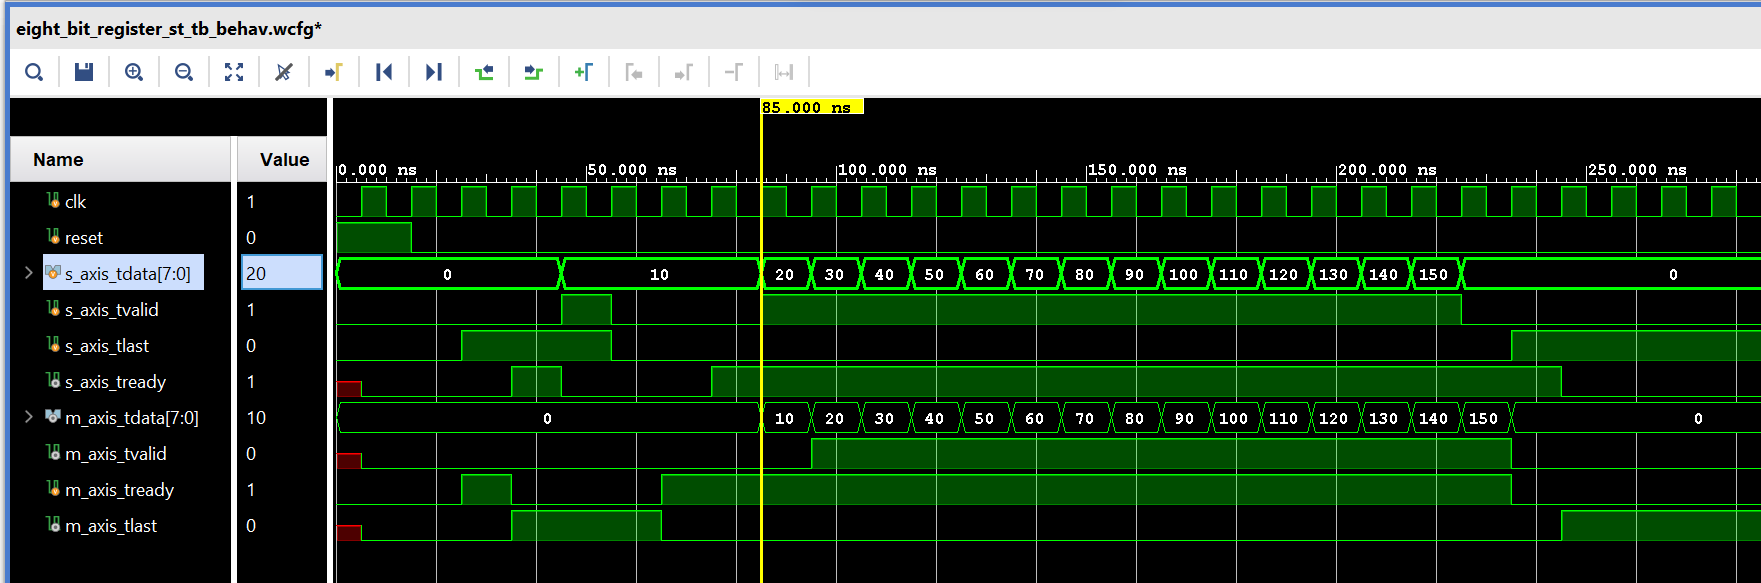 eight_bit_register_st_tb_behav.wcfg*
85.000 ns
Name Value 0.000 ns 50.000 ns 100.000 ns 150.000 ns 200.000 ns 250.000 ns
clk 1
reset 0
s_axis_tdata[7:0] 20 0 10 20 30 40 50 60 70 80 90 100 110 120 130 140 150 0
s_axis_tvalid 1
s_axis_tlast 0
s_axis_tready 1
m_axis_tdata[7:0] 10 0 10 20 30 40 50 60 70 80 90 100 110 120 130 140 150 0
m_axis_tvalid 0
m_axis_tready 1
m_axis_tlast 0